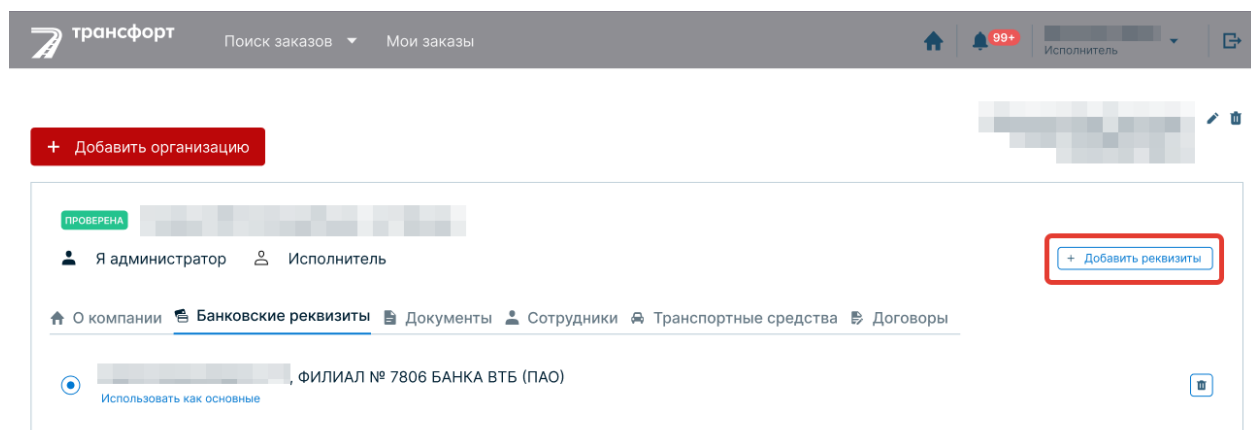 трансфорт
Поиск заказов
Мои заказы
99+
Исполнитель
+ Добавить организацию
ПРОВЕРЕНА
Я администратор
Исполнитель
+ Добавить реквизиты
О компании
Банковские реквизиты
Документы
Сотрудники
Транспортные средства
Договоры
, ФИЛИАЛ № 7806 БАНКА ВТБ (ПАО)
Использовать как основные